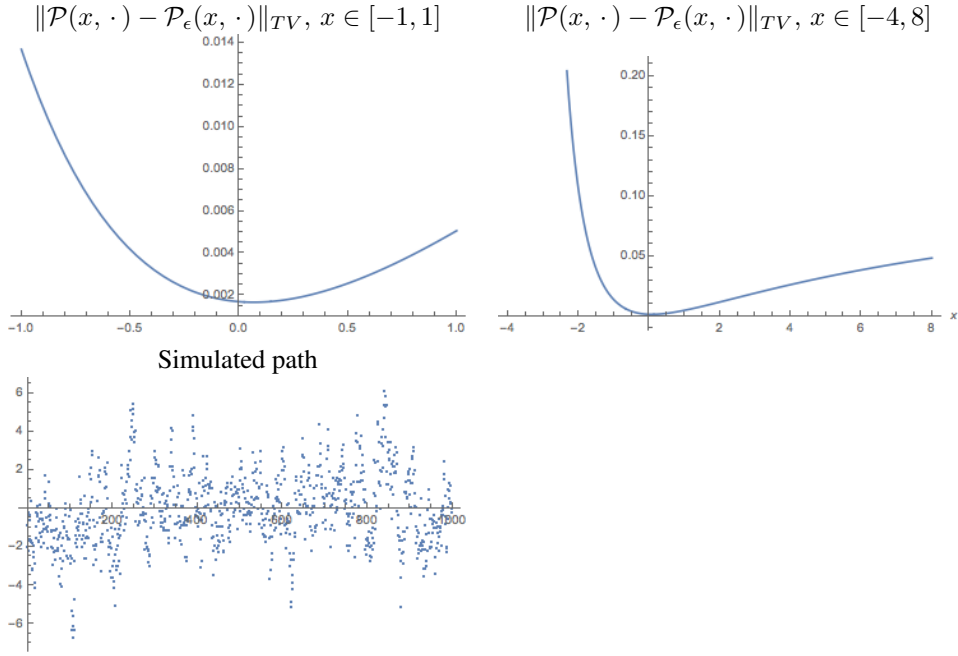 ‖P(x, ·) − P_ϵ(x, ·)‖_{TV}, x ∈ [−1, 1]
0.014
0.012
0.010
0.008
0.006
0.004
0.002
−1.0 −0.5 0.0 0.5 1.0
‖P(x, ·) − P_ϵ(x, ·)‖_{TV}, x ∈ [−4, 8]
0.20
0.15
0.10
0.05
−4 −2 0 2 4 6 8 x
Simulated path
6
4
2
200 400 600 800 1000
−2
−4
−6